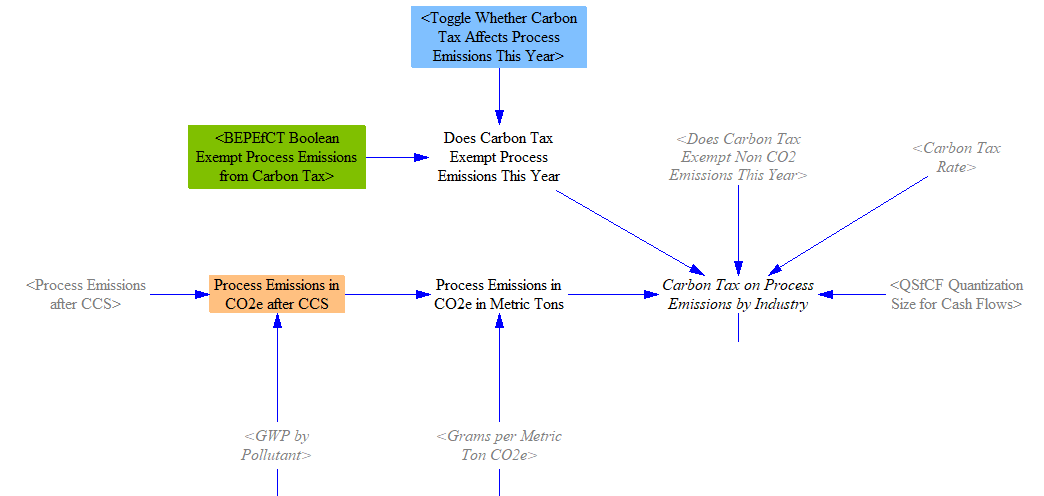 <Toggle Whether Carbon
Tax Affects Process
Emissions This Year>
<BEPEfCT Boolean
Exempt Process Emissions
from Carbon Tax>
Does Carbon Tax
Exempt Process
Emissions This Year
<Does Carbon Tax
Exempt Non CO2
Emissions This Year>
<Carbon Tax
Rate>
<Process Emissions
after CCS>
Process Emissions in
CO2e after CCS
Process Emissions in
CO2e in Metric Tons
Carbon Tax on Process
Emissions by Industry
<QSfCF Quantization
Size for Cash Flows>
<GWP by
Pollutant>
<Grams per Metric
Ton CO2e>